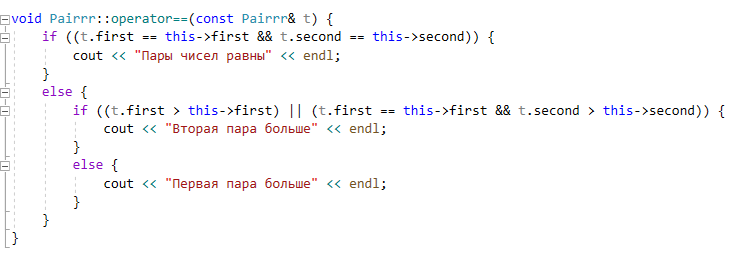 void Pairrr::operator==(const Pairrr& t) {
    if ((t.first == this->first && t.second == this->second)) {
        cout << "Пары чисел равны" << endl;
    }
    else {
        if ((t.first > this->first) || (t.first == this->first && t.second > this->second)) {
            cout << "Вторая пара больше" << endl;
        }
        else {
            cout << "Первая пара больше" << endl;
        }
    }
}